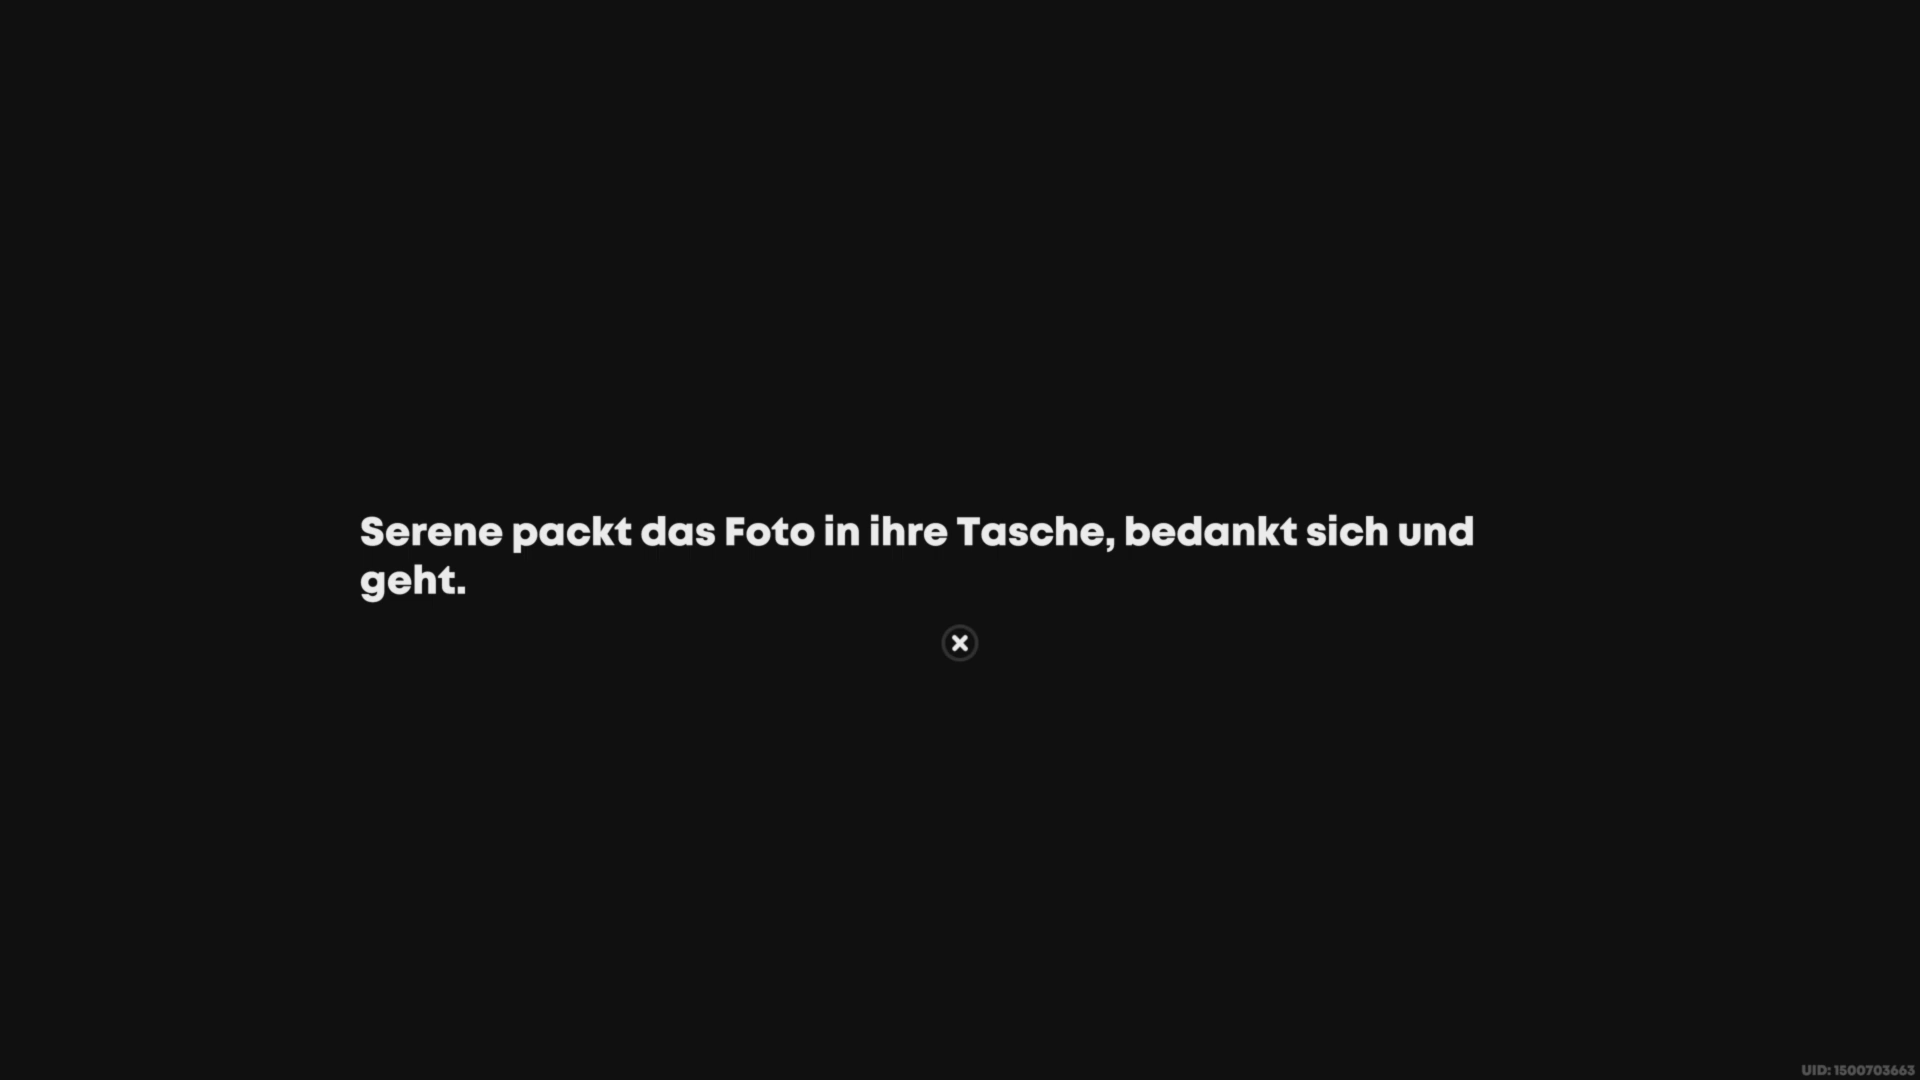 Serene packt das Foto in ihre Tasche, bedankt sich und
geht.
UID: 1500703663